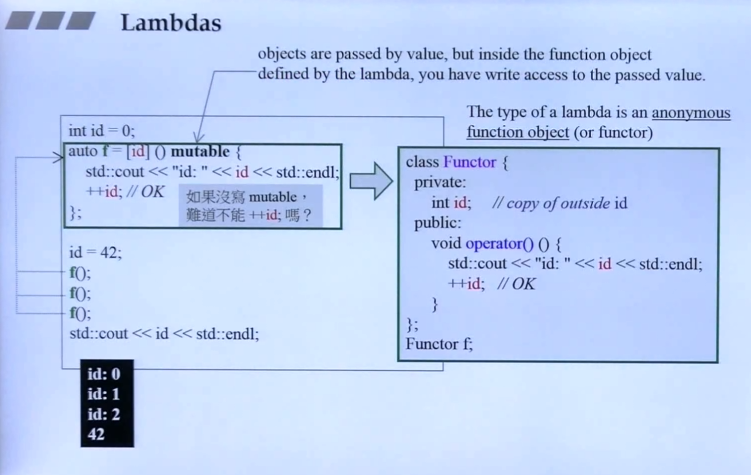 Lambdas
objects are passed by value, but inside the function object
defined by the lambda, you have write access to the passed value.
int id = 0;
auto f = [id] () mutable {
std::cout << "id: " << id << std::endl;
++id; // OK
};
如果沒寫 mutable，
難道不能 ++id; 嗎？
id = 42;
f();
f();
f();
std::cout << id << std::endl;
id: 0
id: 1
id: 2
42
The type of a lambda is an anonymous
function object (or functor)
class Functor {
private:
int id; // copy of outside id
public:
void operator() () {
std::cout << "id: " << id << std::endl;
++id; // OK
}
};
Functor f;